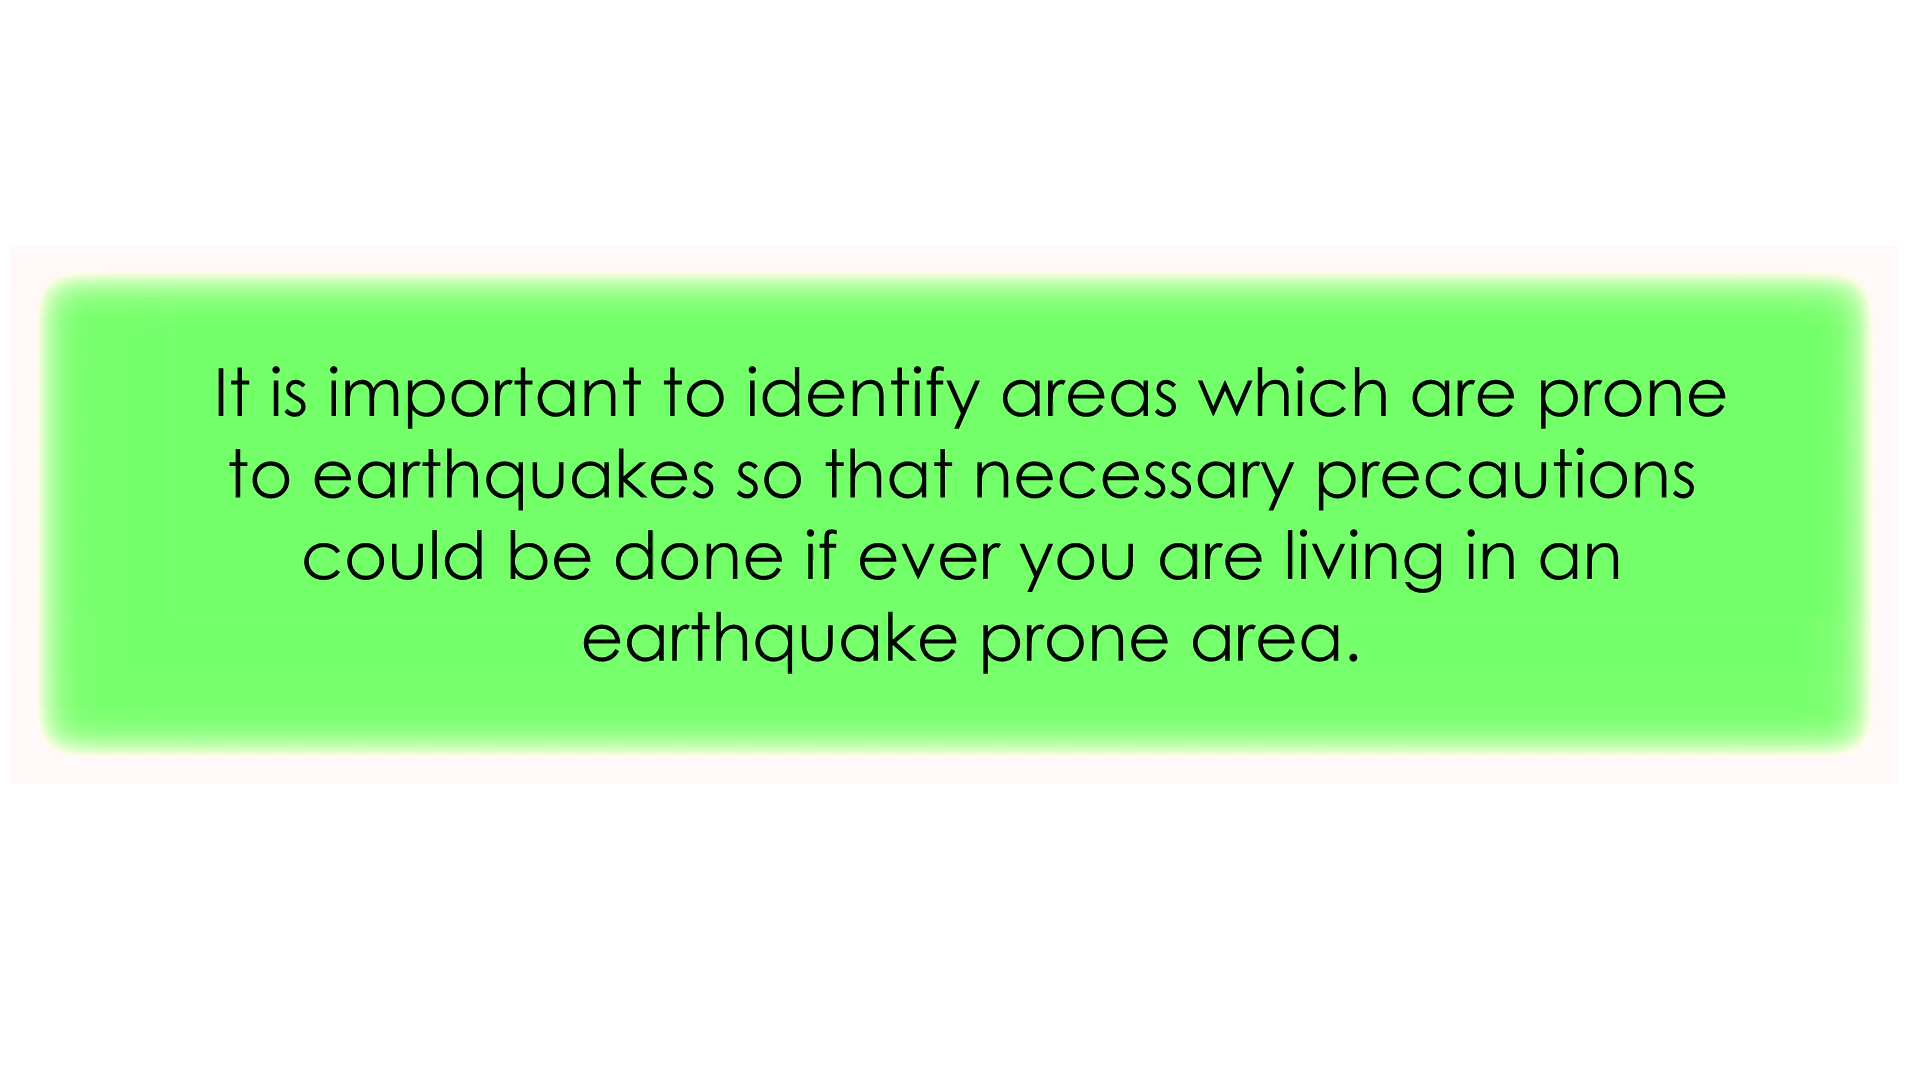 It is important to identify areas which are prone
to earthquakes so that necessary precautions
could be done if ever you are living in an
earthquake prone area.